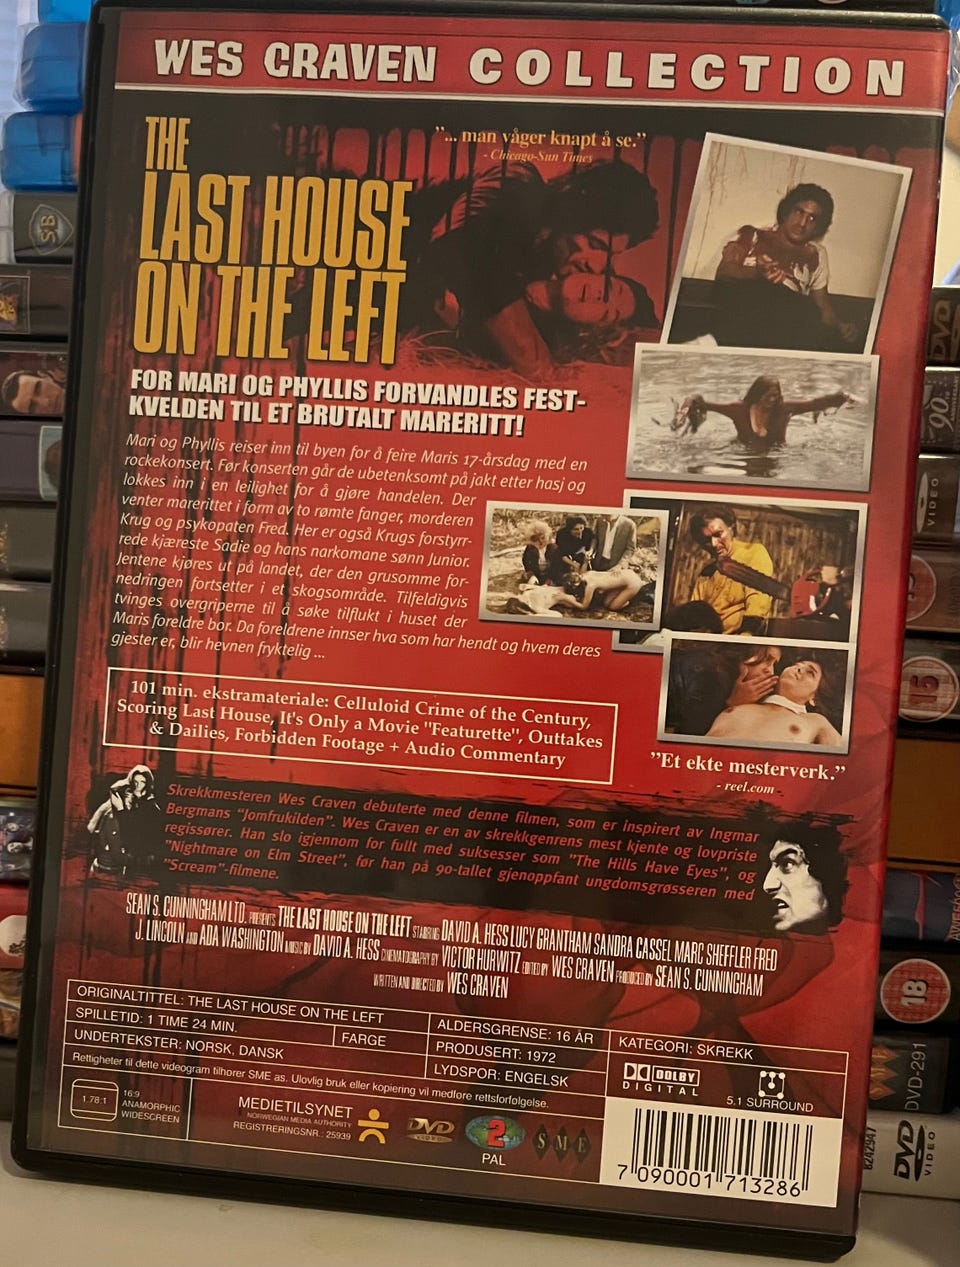 WES CRAVEN COLLECTION
THE
LAST HOUSE
ON THE LEFT
"... man våger knapt å se."
- Chicago-Sun Times
FOR MARI OG PHYLLIS FORVANDLES FEST-
KVELDEN TIL ET BRUTALT MARERITT!
Mari og Phyllis reiser inn til byen for å feire Maris 17-årsdag med en
rockekonsert. Før konserten går de ubetenksomt på jakt etter hasj og
lokkes inn i en leilighet for å gjøre handelen. Der
venter marerittet i form av to rømte fanger, morderen
Krug og psykopaten Fred. Her er også Krugs forstyrr-
rede kjæreste Sadie og hans narkomane sønn Junior.
Jentene kjøres ut på landet, der den grusomme for-
nedringen fortsetter i et skogsområde. Tilfeldigvis
tvinges overgriperne til å søke tilflukt i huset der
Maris foreldre bor. Da foreldrene innser hva som har hendt og hvem deres
gjester er, blir hevnen fryktelig ...
101 min. ekstramateriale: Celluloid Crime of the Century,
Scoring Last House, It's Only a Movie "Featurette", Outtakes
& Dailies, Forbidden Footage + Audio Commentary
"Et ekte mesterverk."
- reel.com -
Skrekkmesteren Wes Craven debuterte med denne filmen, som er inspirert av Ingmar
Bergmans "Jomfrukilden". Wes Craven er en av skrekkgenrens mest kjente og lovpriste
regissører. Han slo igjennom for fullt med suksesser som "The Hills Have Eyes", og
"Nightmare on Elm Street", før han på 90-tallet gjenoppfant ungdomsgrøsseren med
"Scream"-filmene.
SEAN S. CUNNINGHAM LTD. PRESENTS THE LAST HOUSE ON THE LEFT STARRING DAVID A. HESS LUCY GRANTHAM SANDRA CASSEL MARC SHEFFLER FRED
J. LINCOLN AND ADA WASHINGTON MUSIC BY DAVID A. HESS CINEMATOGRAPHY BY VICTOR HURWITZ EDITED BY WES CRAVEN PRODUCED BY SEAN S. CUNNINGHAM
WRITTEN AND DIRECTED BY WES CRAVEN
ORIGINALTITTEL: THE LAST HOUSE ON THE LEFT
SPILLETID: 1 TIME 24 MIN.
FARGE
UNDERTEKSTER: NORSK, DANSK
ALDERSGRENSE: 16 ÅR
PRODUSERT: 1972
LYDSPOR: ENGELSK
KATEGORI: SKREKK
Rettigheter til dette videogram tilhører SME as. Ulovlig bruk eller kopiering vil medføre rettsforfølgelse.
DOLBY
DIGITAL
5.1 SURROUND
1.78:1
16:9
ANAMORPHIC
WIDESCREEN
MEDIETILSYNET
NORWEGIAN MEDIA AUTHORITY
REGISTRERINGSNR.: 25939
DVD
VIDEO
2
PAL
SME
7 090001 713286
SB
DVD
90
VIDEO
15
18
DVD-291
8242947
DVD
VIDEO